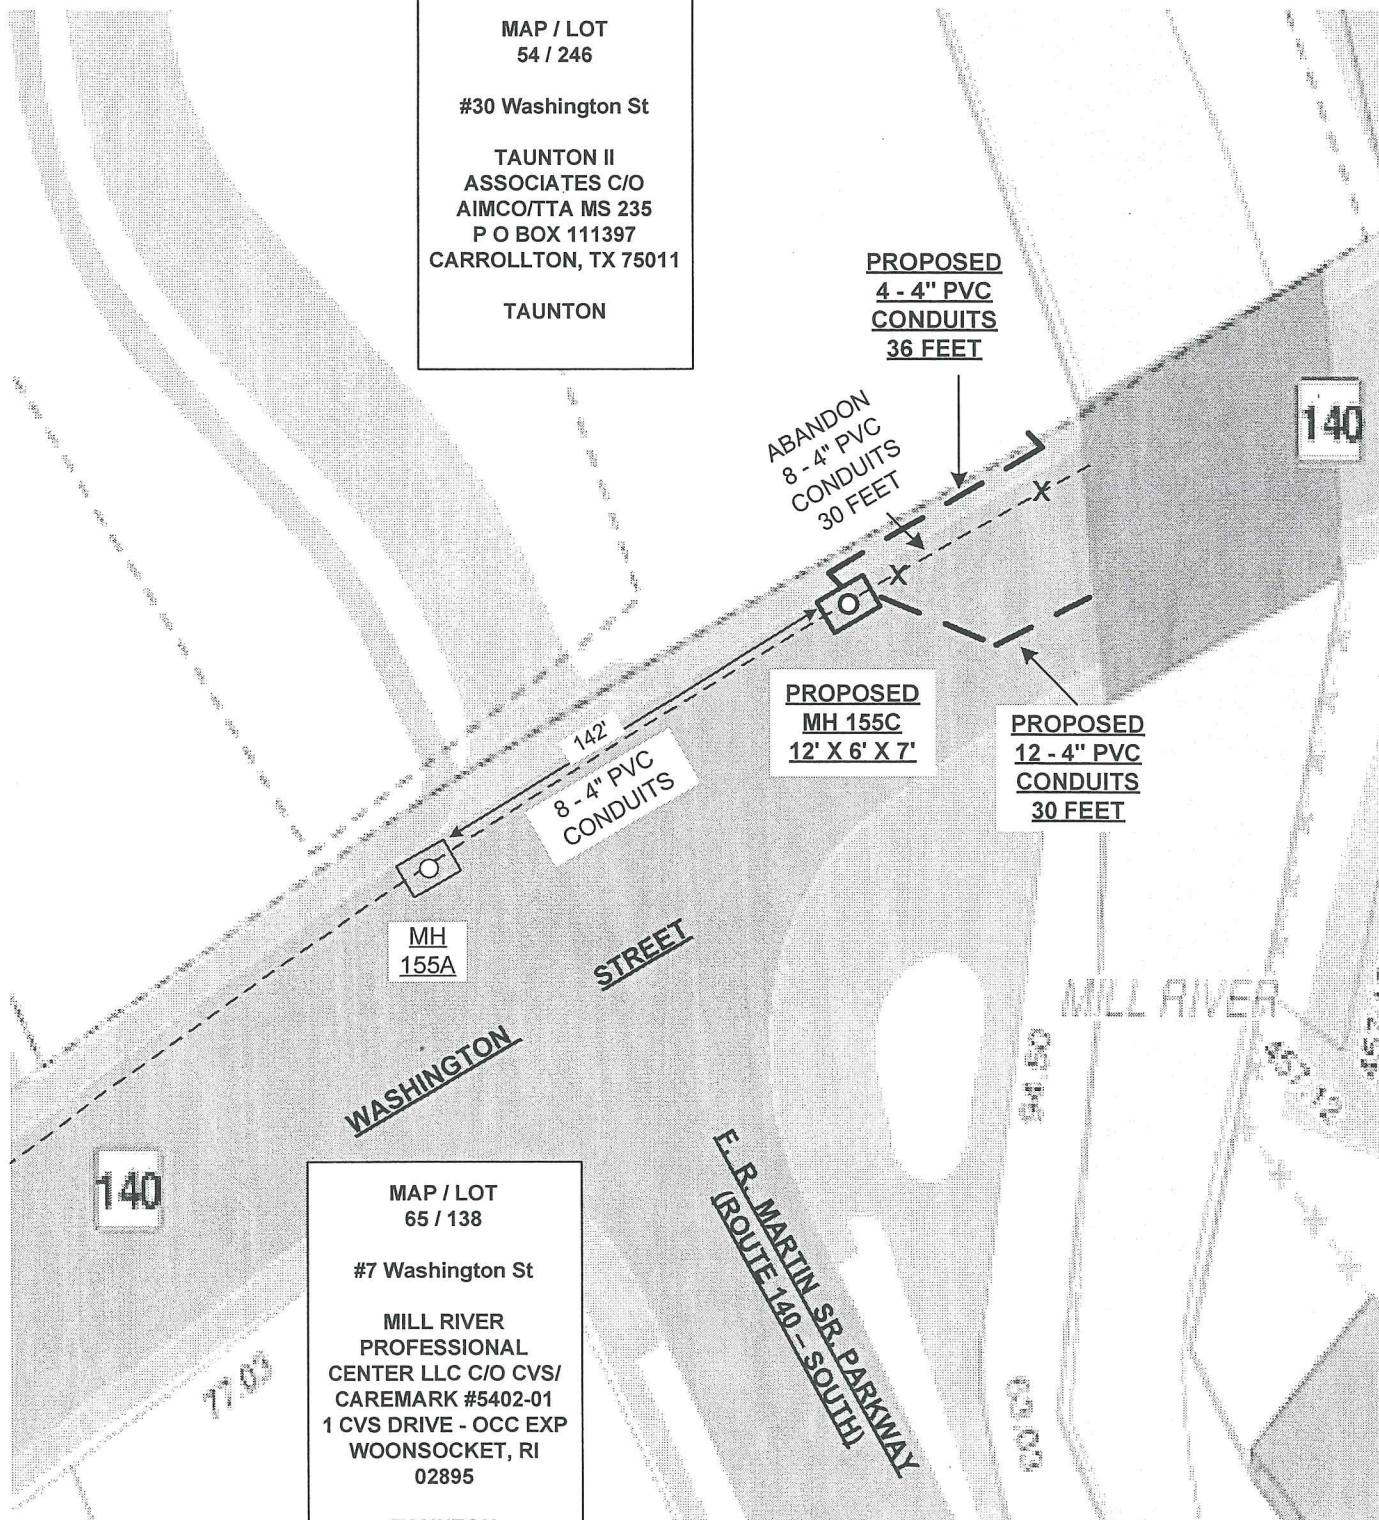 MAP / LOT
54 / 246
#30 Washington St
TAUNTON II
ASSOCIATES C/O
AIMCO/TTA MS 235
P O BOX 111397
CARROLLTON, TX 75011
TAUNTON
PROPOSED
4 - 4" PVC
CONDUITS
36 FEET
ABANDON
8 - 4" PVC
CONDUITS
30 FEET
140
X
X
142'
8 - 4" PVC
CONDUITS
PROPOSED
MH 155C
12' X 6' X 7'
PROPOSED
12 - 4" PVC
CONDUITS
30 FEET
MH
155A
STREET
WASHINGTON
MILL RIVER
140
F. R. MARTIN SR. PARKWAY
(ROUTE 140 – SOUTH)
MAP / LOT
65 / 138
#7 Washington St
MILL RIVER
PROFESSIONAL
CENTER LLC C/O CVS/
CAREMARK #5402-01
1 CVS DRIVE - OCC EXP
WOONSOCKET, RI
02895
77.03